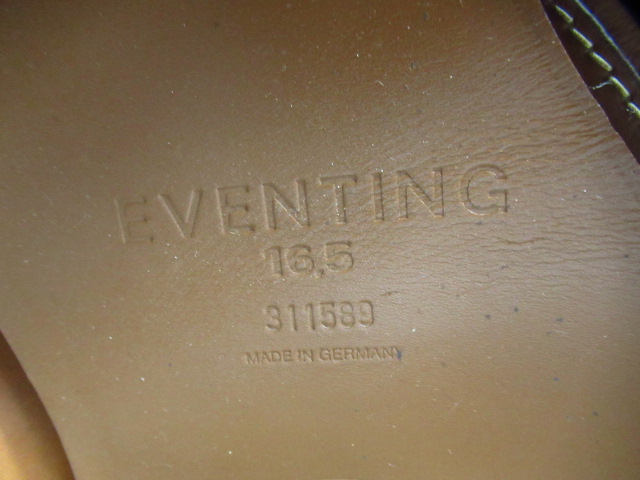 EVENTING
16,5
311589
MADE IN GERMANY